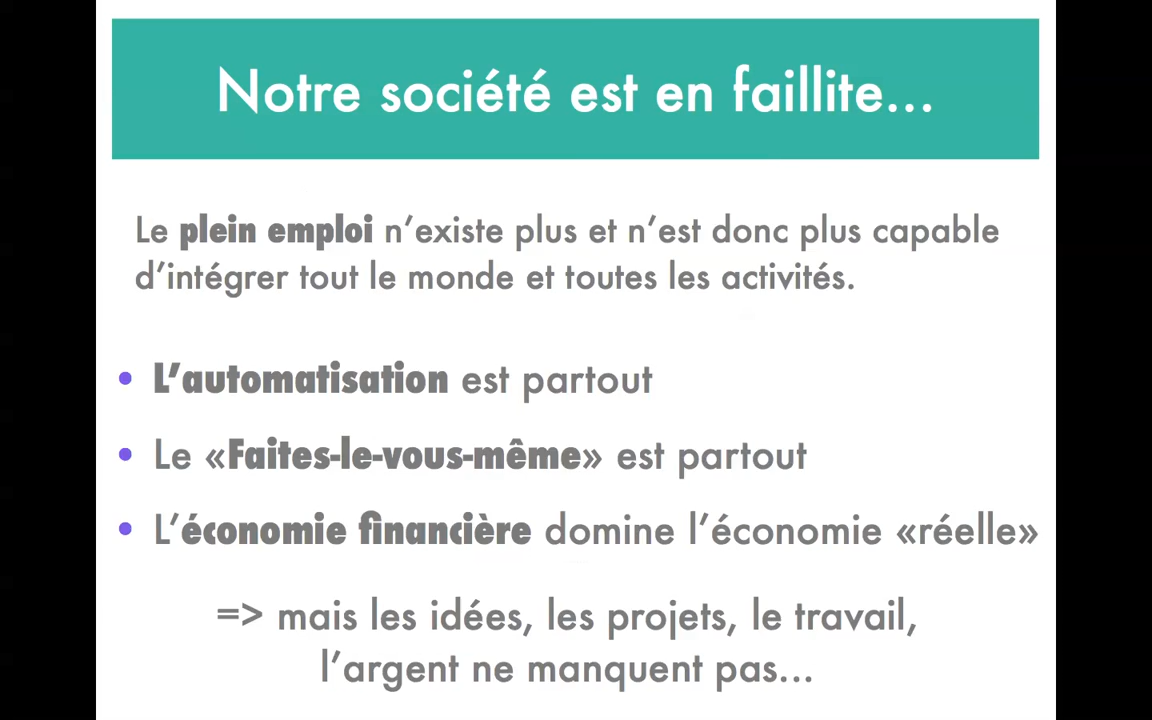 Notre société est en faillite...
Le plein emploi n'existe plus et n'est donc plus capable
d'intégrer tout le monde et toutes les activités.
• L'automatisation est partout
• Le «Faites-le-vous-même» est partout
• L'économie financière domine l'économie «réelle»
=> mais les idées, les projets, le travail,
l'argent ne manquent pas...